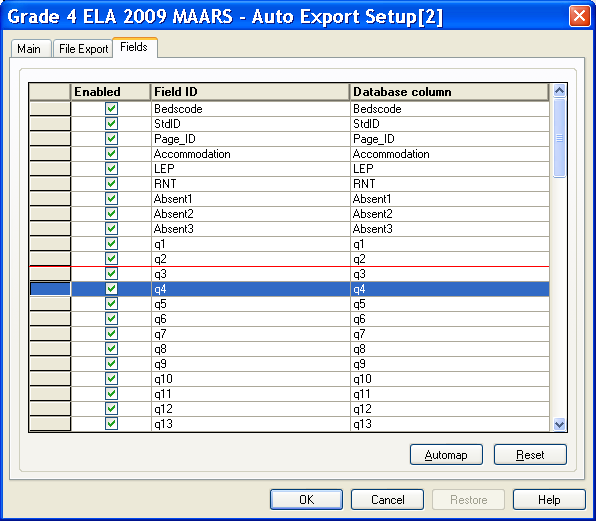 Grade 4 ELA 2009 MAARS - Auto Export Setup[2]
Main File Export Fields
Enabled Field ID Database column
Bedscode Bedscode
StdID StdID
Page_ID Page_ID
Accommodation Accommodation
LEP LEP
RNT RNT
Absent1 Absent1
Absent2 Absent2
Absent3 Absent3
q1 q1
q2 q2
q3 q3
q4 q4
q5 q5
q6 q6
q7 q7
q8 q8
q9 q9
q10 q10
q11 q11
q12 q12
q13 q13
Automap Reset
OK Cancel Restore Help